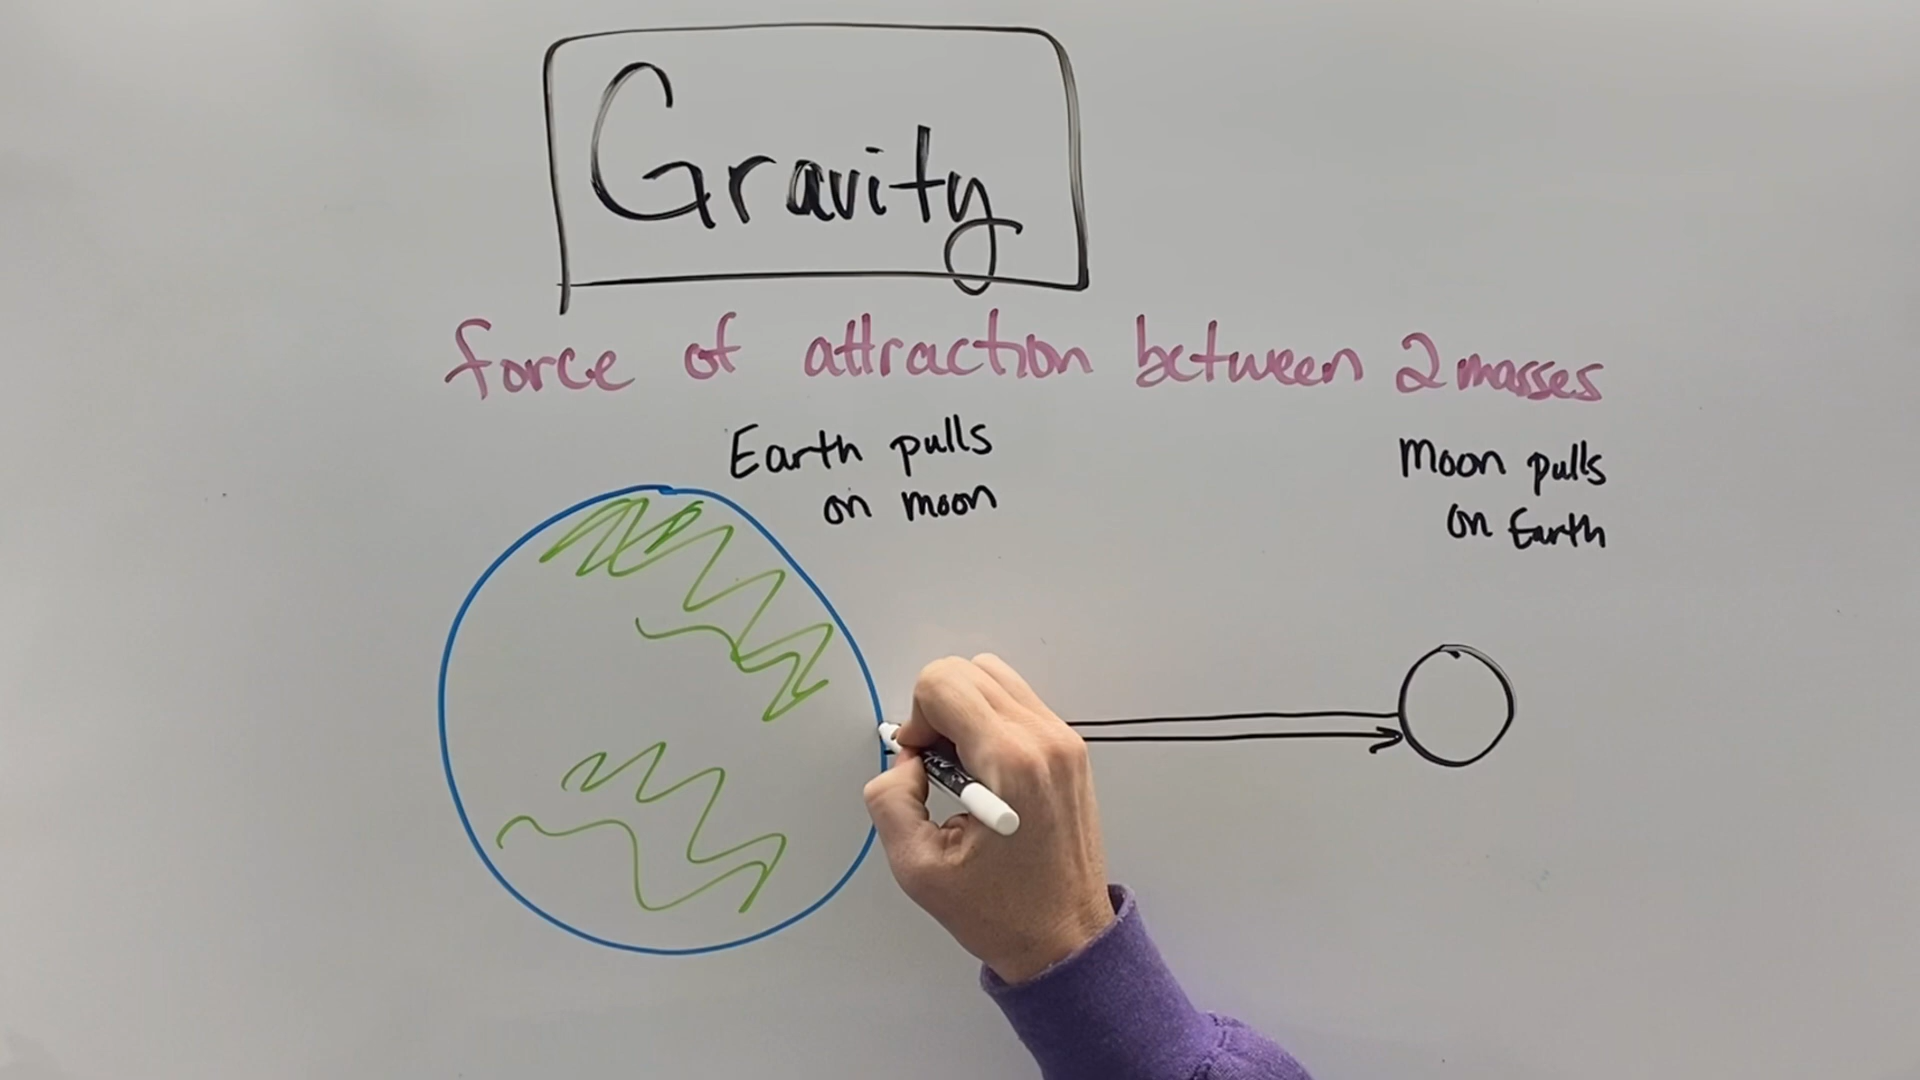 Gravity
force of attraction between 2 masses
Earth pulls
on moon
Moon pulls
on Earth